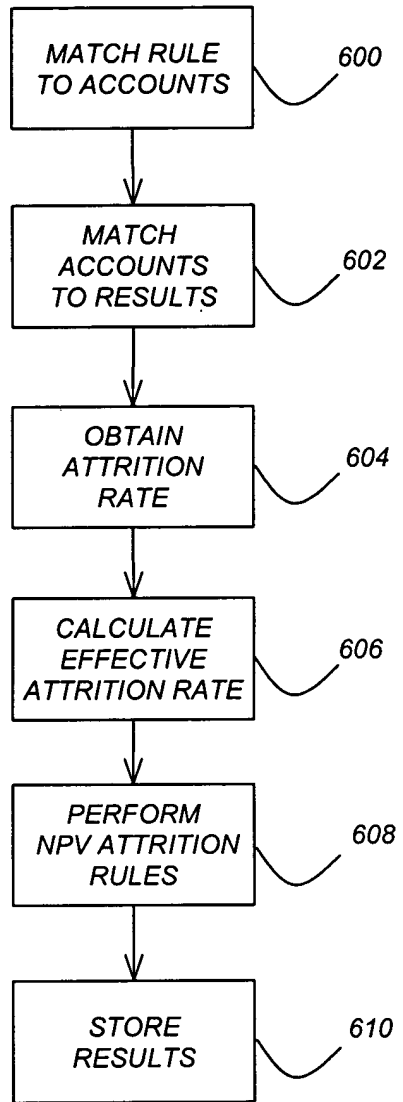 MATCH RULE
TO ACCOUNTS
600
MATCH
ACCOUNTS
TO RESULTS
602
OBTAIN
ATTRITION
RATE
604
CALCULATE
EFFECTIVE
ATTRITION RATE
606
PERFORM
NPV ATTRITION
RULES
608
STORE
RESULTS
610